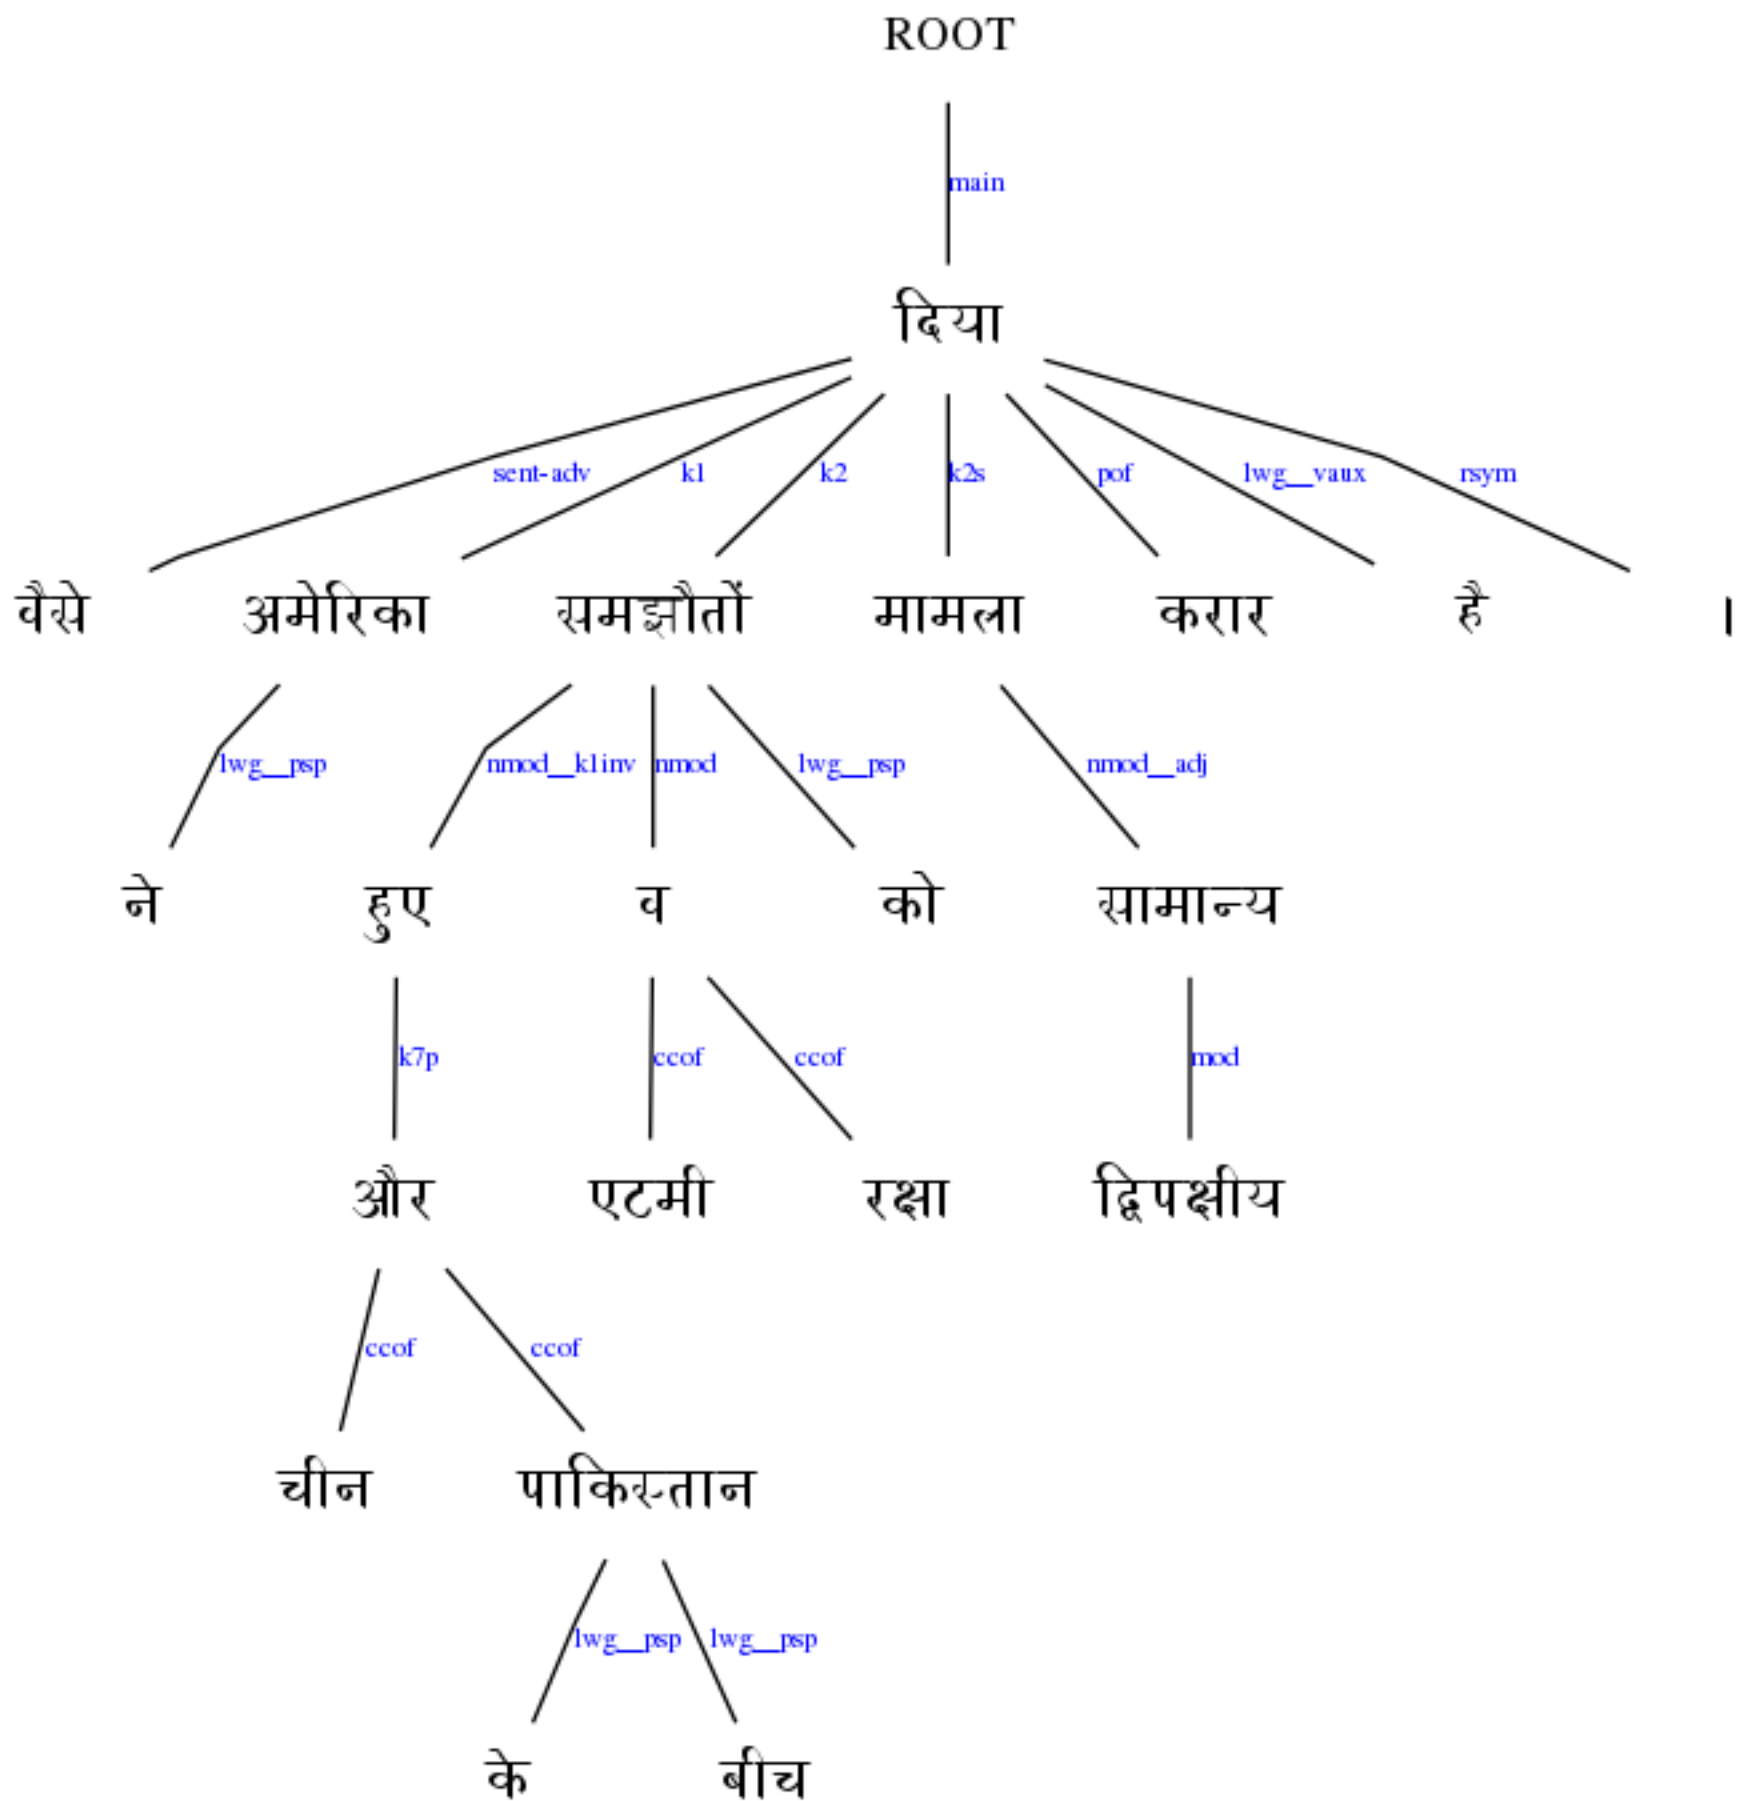 ROOT
main
दिया
sent-adv k1 k2 k2s pof lwg__vaux rsym
वैसे अमेरिका समझौतों मामला करार है ।
lwg__psp nmod__k1inv nmod lwg__psp nmod__adj
ने हुए व को सामान्य
k7p ccof ccof mod
और एटमी रक्षा द्विपक्षीय
ccof ccof
चीन पाकिस्तान
lwg__psp lwg__psp
के बीच